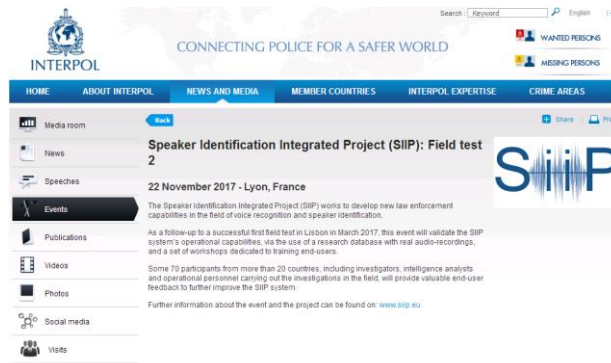 Search : Keyword English
INTERPOL
CONNECTING POLICE FOR A SAFER WORLD
WANTED PERSONS
MISSING PERSONS
HOME ABOUT INTERPOL NEWS AND MEDIA MEMBER COUNTRIES INTERPOL EXPERTISE CRIME AREAS
Media room
News
Speeches
Events
Publications
Videos
Photos
Social media
Visits
Back
Share
Speaker Identification Integrated Project (SIIP): Field test
2
SiiP
22 November 2017 - Lyon, France
The Speaker Identification Integrated Project (SIIP) works to develop new law enforcement
capabilities in the field of voice recognition and speaker identification.
As a follow-up to a successful first field test in Lisbon in March 2017, this event will validate the SIIP
system's operational capabilities, via the use of a research database with real audio-recordings,
and a set of workshops dedicated to training end-users.
Some 70 participants from more than 20 countries, including investigators, intelligence analysts
and operational personnel carrying out the investigations in the field, will provide valuable end-user
feedback to further improve the SIIP system.
Further information about the event and the project can be found on: www.siip.eu